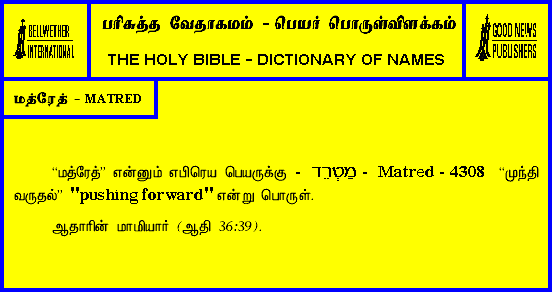 BELLWETHER
INTERNATIONAL
பரிசுத்த வேதாகமம் - பெயர் பொருள்விளக்கம்
THE HOLY BIBLE - DICTIONARY OF NAMES
GOOD NEWS
PUBLISHERS
மத்ரேத் - MATRED
“மத்ரேத்” என்னும் எபிரெய பெயருக்கு - מַטְרֵד - Matred - 4308 “முந்தி
வருதல்” "pushing forward" என்று பொருள்.
ஆதாரின் மாமியார் (ஆதி 36:39).